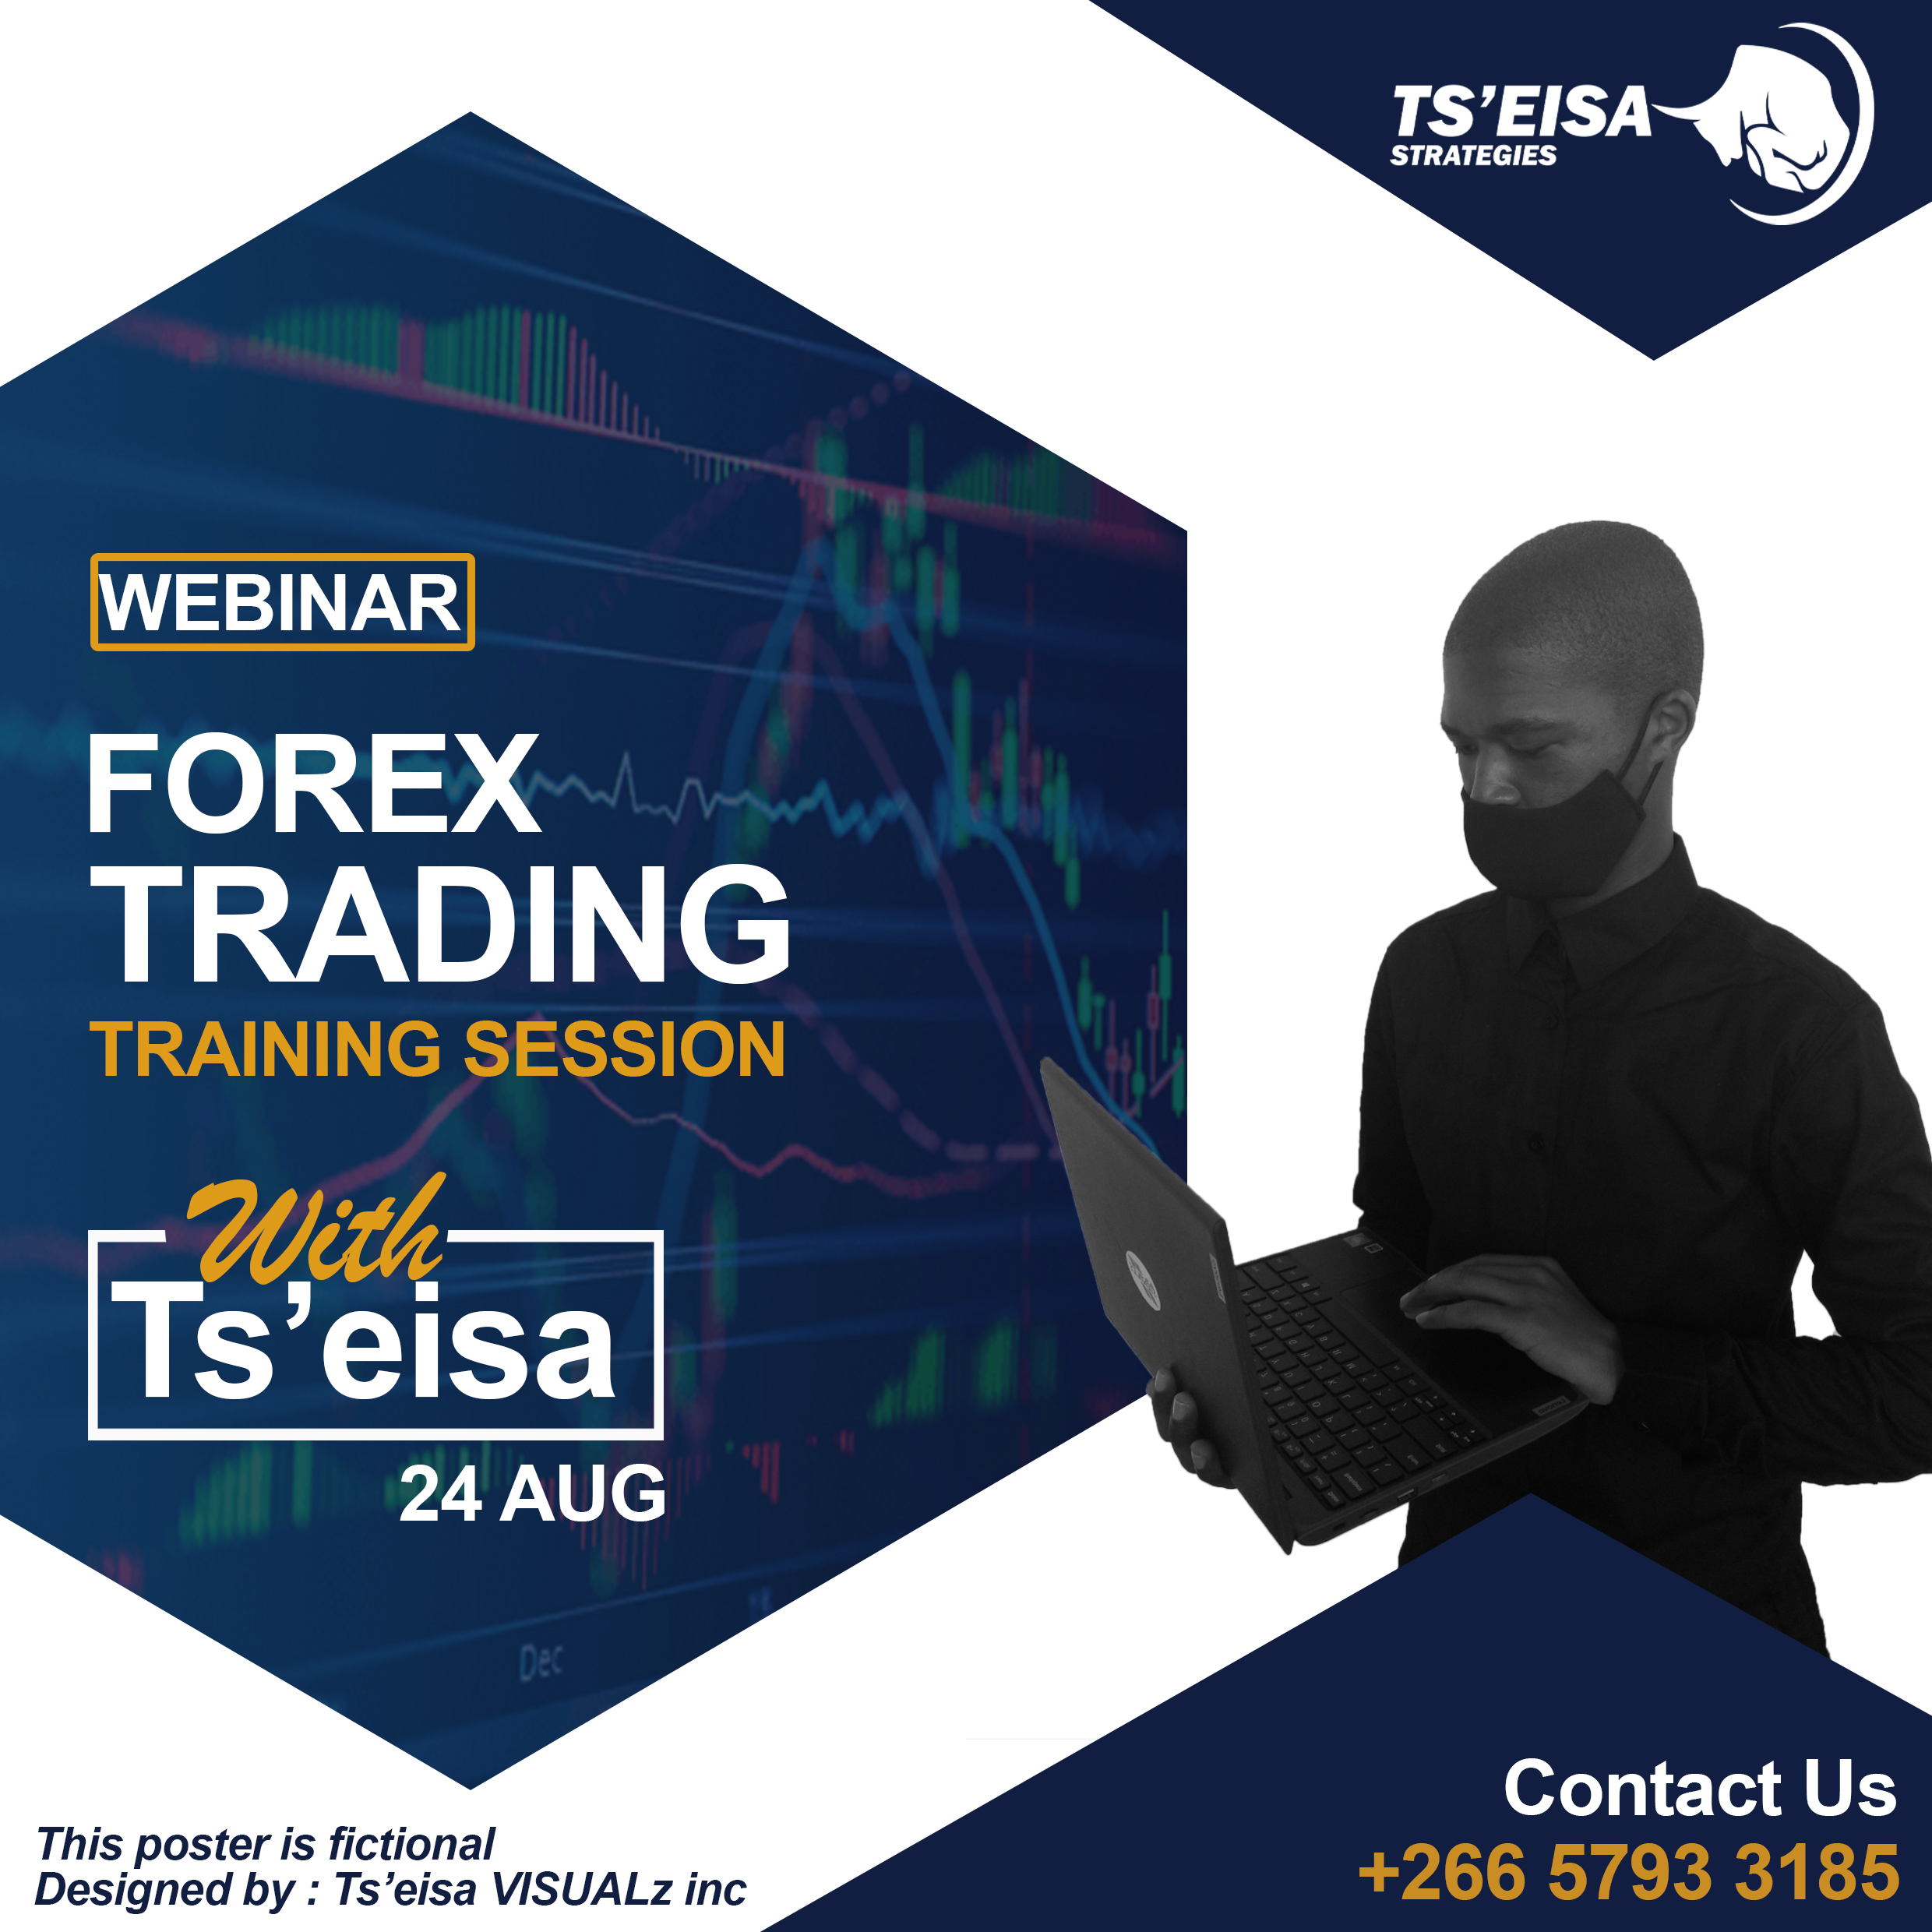 TS'EISA
STRATEGIES
WEBINAR
FOREX
TRADING
TRAINING SESSION
With
Ts'eisa
24 AUG
Dec
Contact Us
+266 5793 3185
This poster is fictional
Designed by : Ts'eisa VISUALz inc